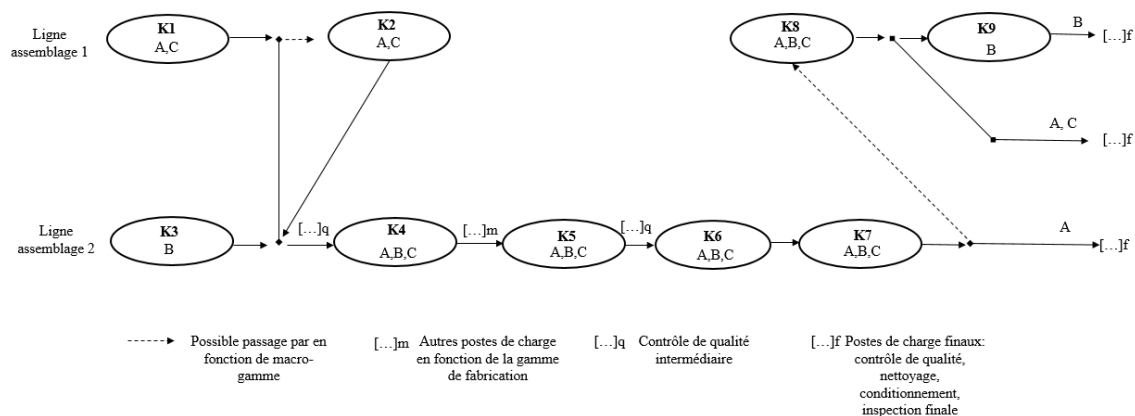 Ligne
assemblage 1
K1
A,C
K2
A,C
K8
A,B,C
K9
B
B
[…]f
A, C
[…]f
Ligne
assemblage 2
K3
B
[…]q
K4
A,B,C
[…]m
K5
A,B,C
[…]q
K6
A,B,C
K7
A,B,C
A
[…]f
Possible passage par en
fonction de macro-
gamme
[…]m Autres postes de charge
en fonction de la gamme
de fabrication
[…]q Contrôle de qualité
intermédiaire
[…]f Postes de charge finaux:
contrôle de qualité,
nettoyage,
conditionnement,
inspection finale